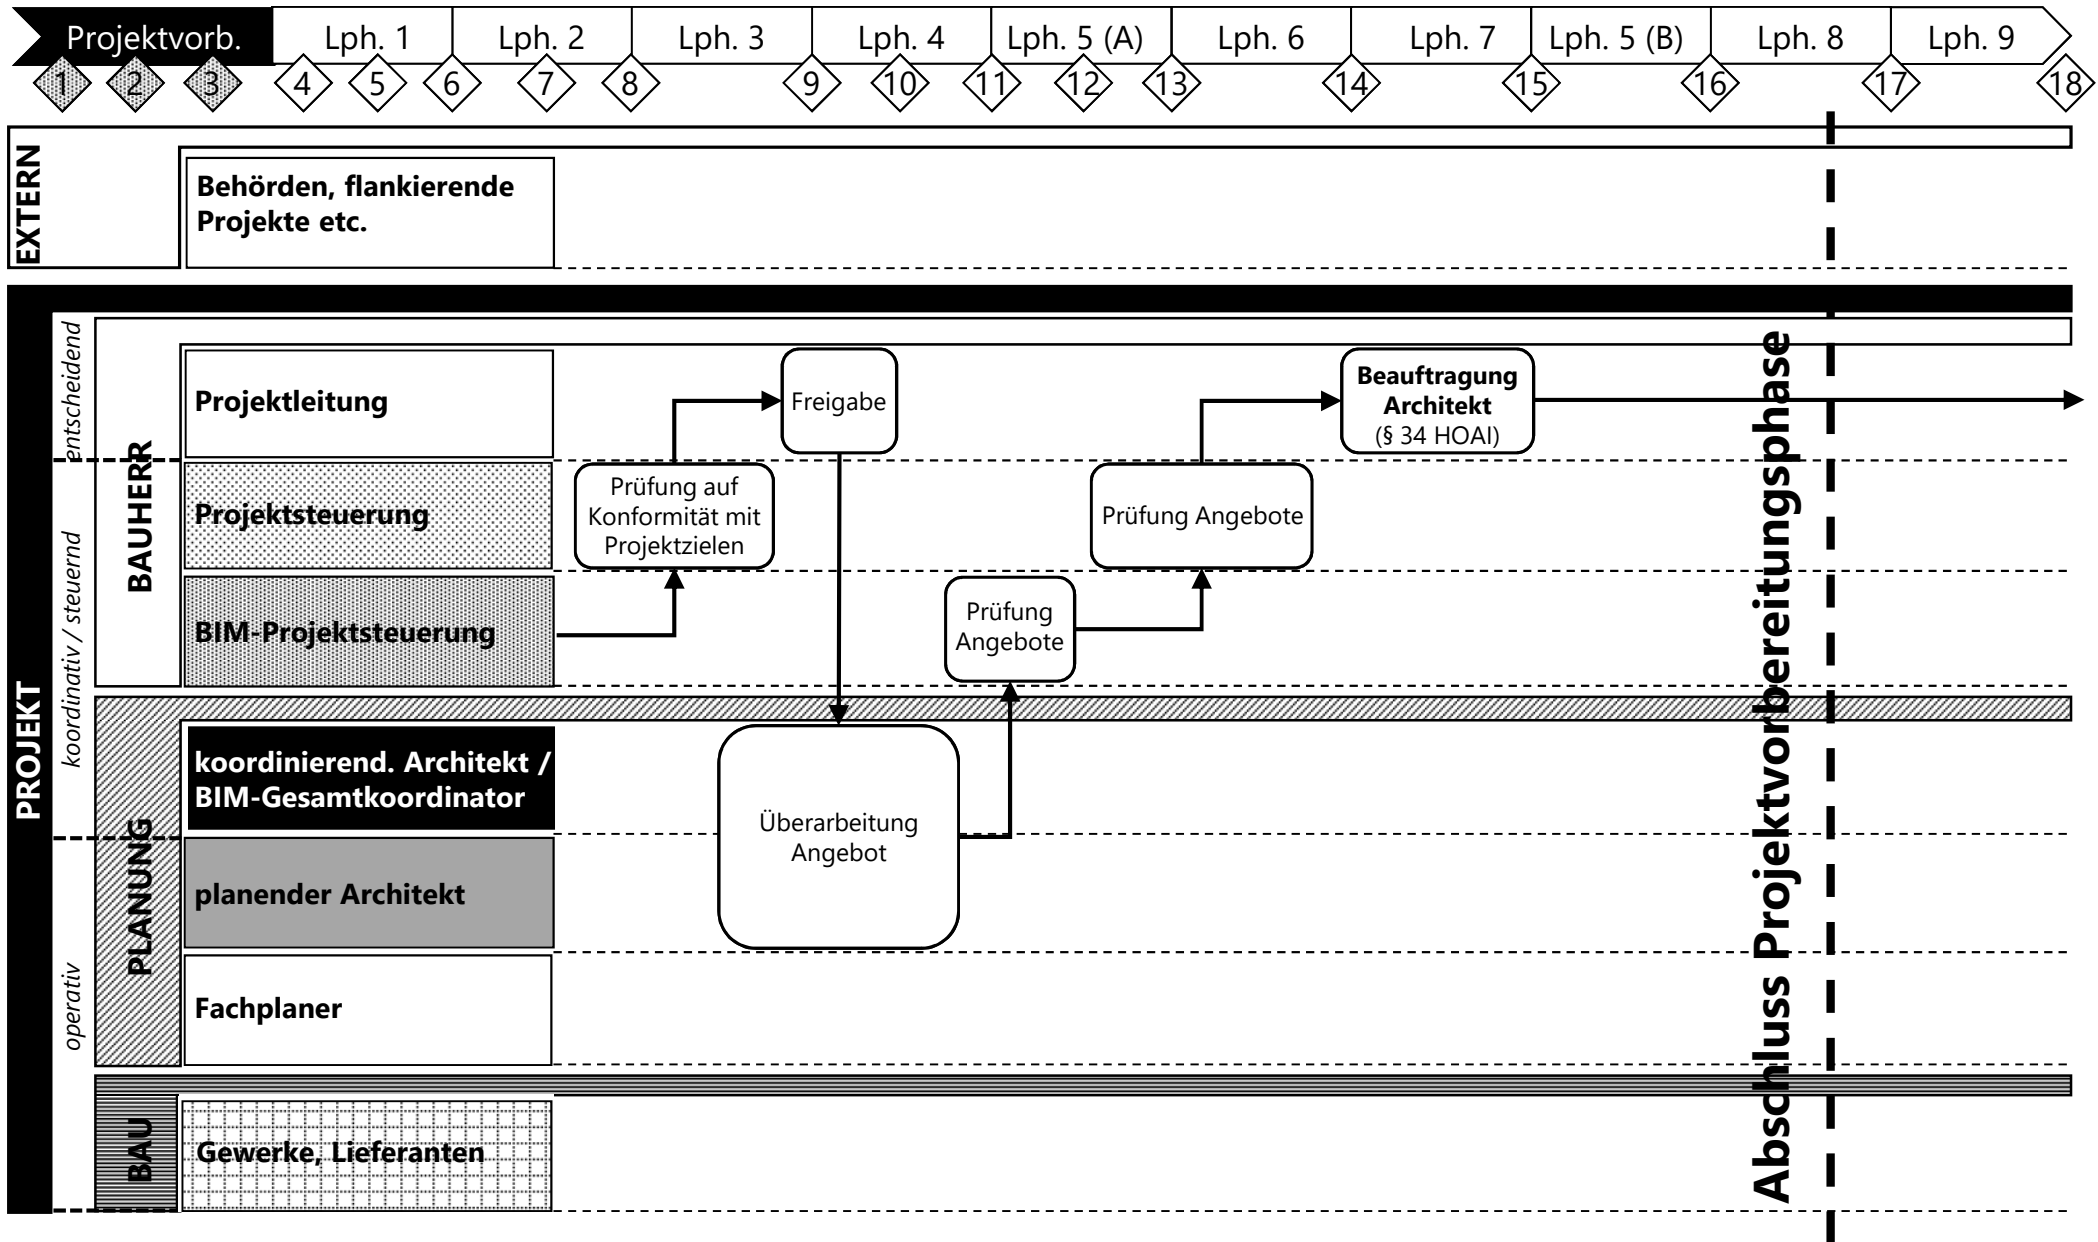 Projektvorb.
Lph. 1
Lph. 2
Lph. 3
Lph. 4
Lph. 5 (A)
Lph. 6
Lph. 7
Lph. 5 (B)
Lph. 8
Lph. 9
1
2
3
4
5
6
7
8
9
10
11
12
13
14
15
16
17
18
EXTERN
Behörden, flankierende
Projekte etc.
PROJEKT
entscheidend
koordinativ / steuernd
operativ
BAUHERR
Projektleitung
Freigabe
Beauftragung
Architekt
(§ 34 HOAI)
Projektsteuerung
Prüfung auf
Konformität mit
Projektzielen
Prüfung Angebote
BIM-Projektsteuerung
Prüfung
Angebote
PLANUNG
koordinierend. Architekt /
BIM-Gesamtkoordinator
Überarbeitung
Angebot
planender Architekt
Fachplaner
BAU
Gewerke, Lieferanten
Abschluss Projektvorbereitungsphase